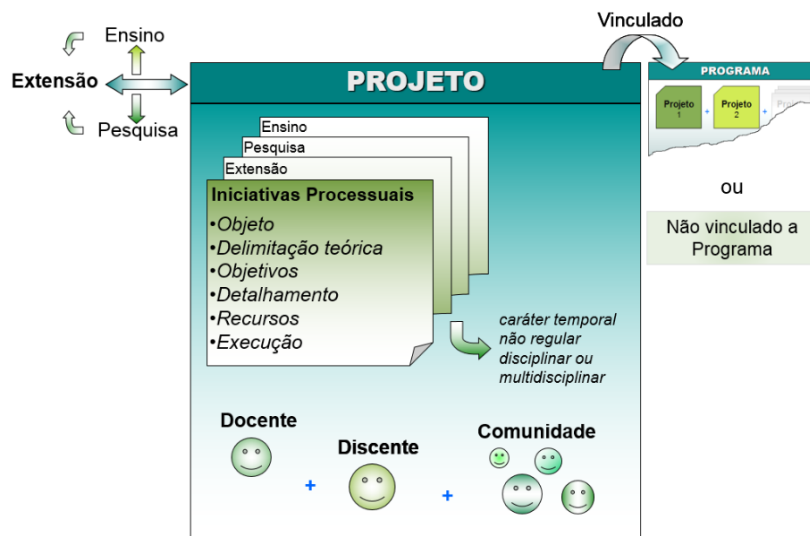 Ensino
Extensão
Pesquisa
PROJETO
Vinculado
PROGRAMA
Projeto
1
+
Projeto
2
+
ou
Não vinculado a
Programa
Ensino
Pesquisa
Extensão
Iniciativas Processuais
•Objeto
•Delimitação teórica
•Objetivos
•Detalhamento
•Recursos
•Execução
caráter temporal
não regular
disciplinar ou
multidisciplinar
Docente
+
Discente
+
Comunidade